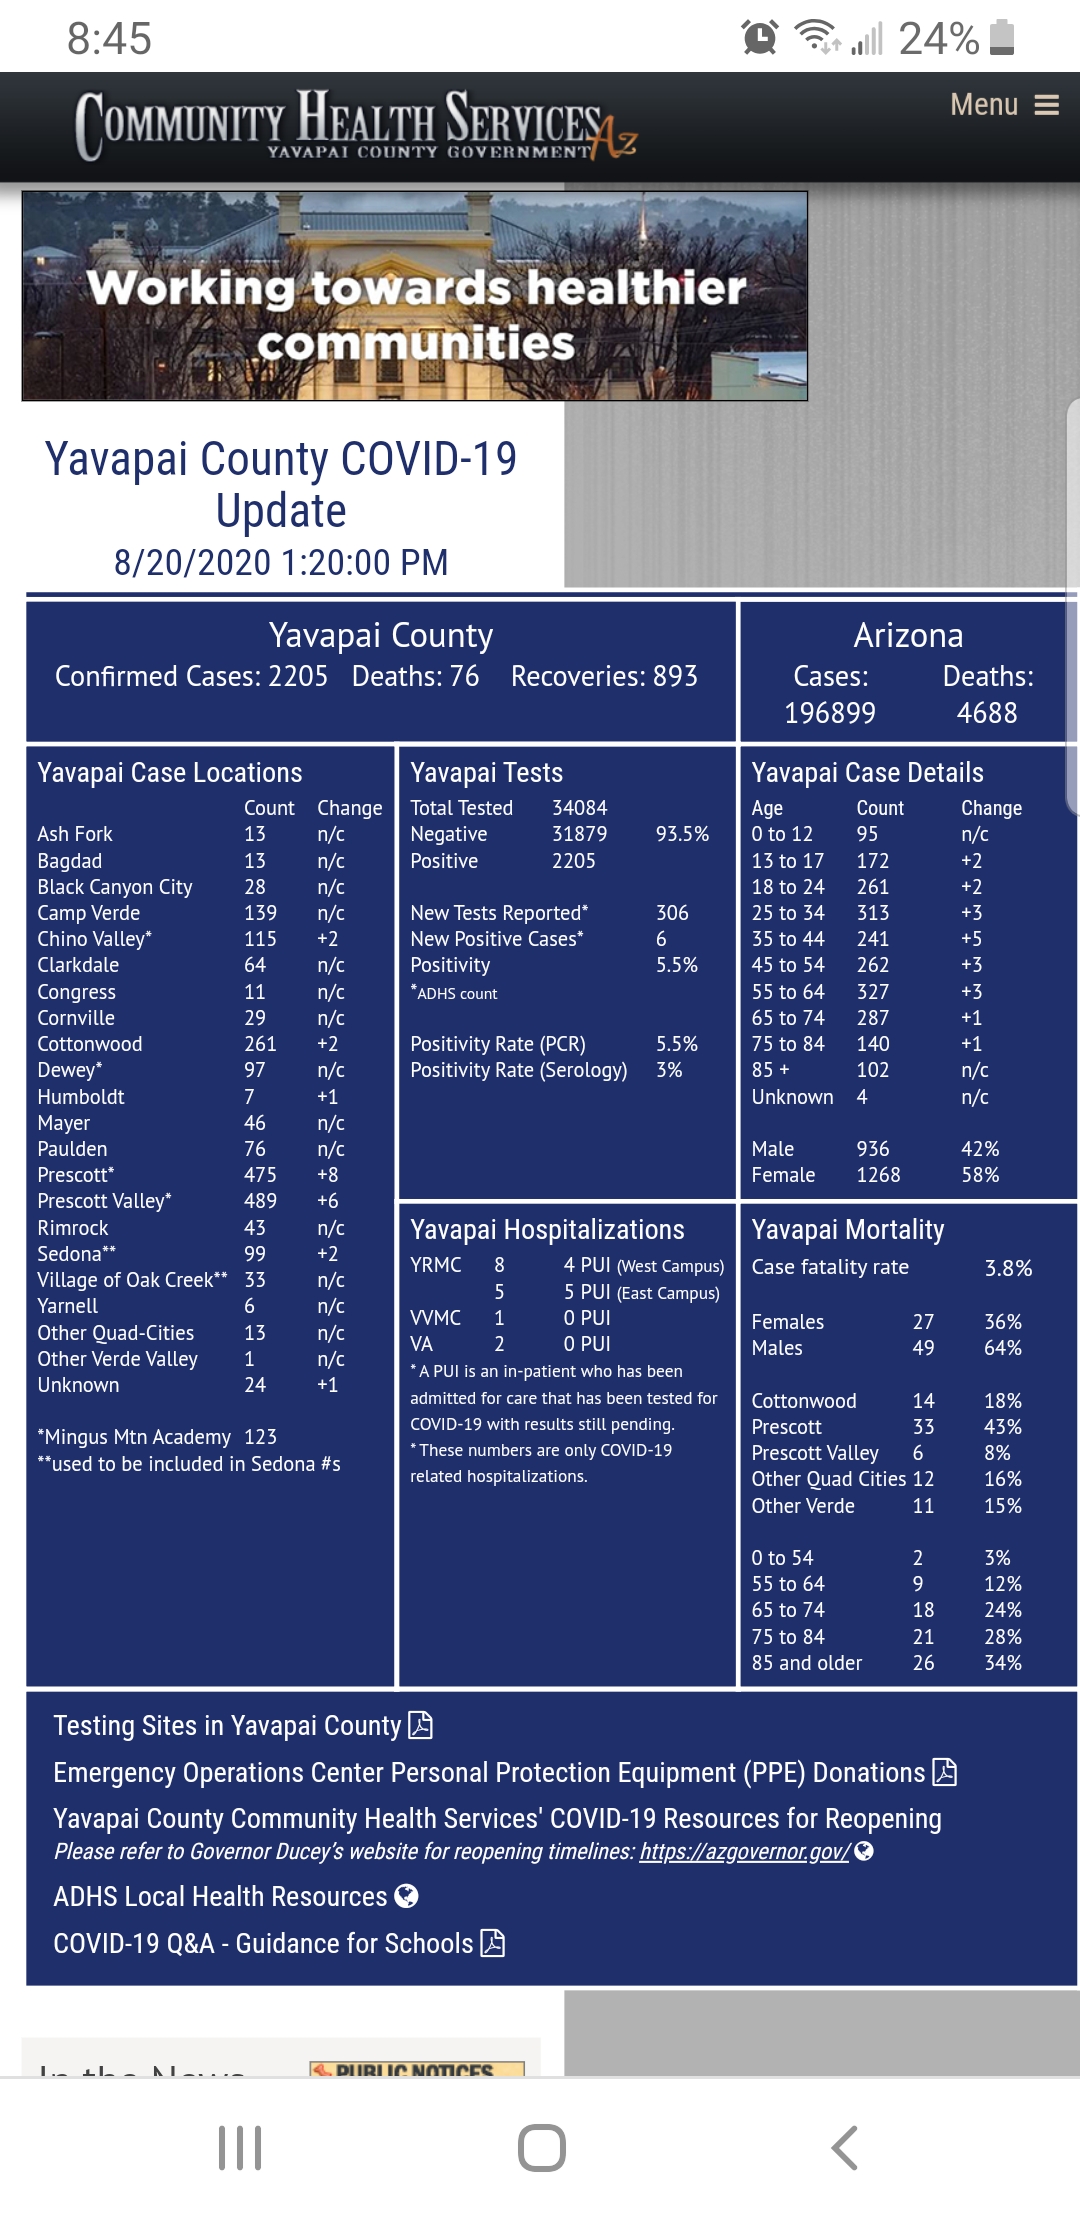 8:45
24%
COMMUNITY HEALTH SERVICES
YAVAPAI COUNTY GOVERNMENT Az
Menu
Working towards healthier
communities
Yavapai County COVID-19
Update
8/20/2020 1:20:00 PM
Yavapai County
Confirmed Cases: 2205 Deaths: 76 Recoveries: 893
Arizona
Cases: Deaths:
196899 4688
Yavapai Case Locations
Count Change
Ash Fork 13 n/c
Bagdad 13 n/c
Black Canyon City 28 n/c
Camp Verde 139 n/c
Chino Valley* 115 +2
Clarkdale 64 n/c
Congress 11 n/c
Cornville 29 n/c
Cottonwood 261 +2
Dewey* 97 n/c
Humboldt 7 +1
Mayer 46 n/c
Paulden 76 n/c
Prescott* 475 +8
Prescott Valley* 489 +6
Rimrock 43 n/c
Sedona** 99 +2
Village of Oak Creek** 33 n/c
Yarnell 6 n/c
Other Quad-Cities 13 n/c
Other Verde Valley 1 n/c
Unknown 24 +1
*Mingus Mtn Academy 123
**used to be included in Sedona #s
Yavapai Tests
Total Tested 34084
Negative 31879 93.5%
Positive 2205
New Tests Reported* 306
New Positive Cases* 6
Positivity 5.5%
*ADHS count
Positivity Rate (PCR) 5.5%
Positivity Rate (Serology) 3%
Yavapai Case Details
Age Count Change
0 to 12 95 n/c
13 to 17 172 +2
18 to 24 261 +2
25 to 34 313 +3
35 to 44 241 +5
45 to 54 262 +3
55 to 64 327 +3
65 to 74 287 +1
75 to 84 140 +1
85 + 102 n/c
Unknown 4 n/c
Male 936 42%
Female 1268 58%
Yavapai Hospitalizations
YRMC 8 4 PUI (West Campus)
5 5 PUI (East Campus)
VVMC 1 0 PUI
VA 2 0 PUI
* A PUI is an in-patient who has been
admitted for care that has been tested for
COVID-19 with results still pending.
* These numbers are only COVID-19
related hospitalizations.
Yavapai Mortality
Case fatality rate 3.8%
Females 27 36%
Males 49 64%
Cottonwood 14 18%
Prescott 33 43%
Prescott Valley 6 8%
Other Quad Cities 12 16%
Other Verde 11 15%
0 to 54 2 3%
55 to 64 9 12%
65 to 74 18 24%
75 to 84 21 28%
85 and older 26 34%
Testing Sites in Yavapai County
Emergency Operations Center Personal Protection Equipment (PPE) Donations
Yavapai County Community Health Services' COVID-19 Resources for Reopening
Please refer to Governor Ducey's website for reopening timelines: https://azgovernor.gov/
ADHS Local Health Resources
COVID-19 Q&A - Guidance for Schools
In the News
PUBLIC NOTICES